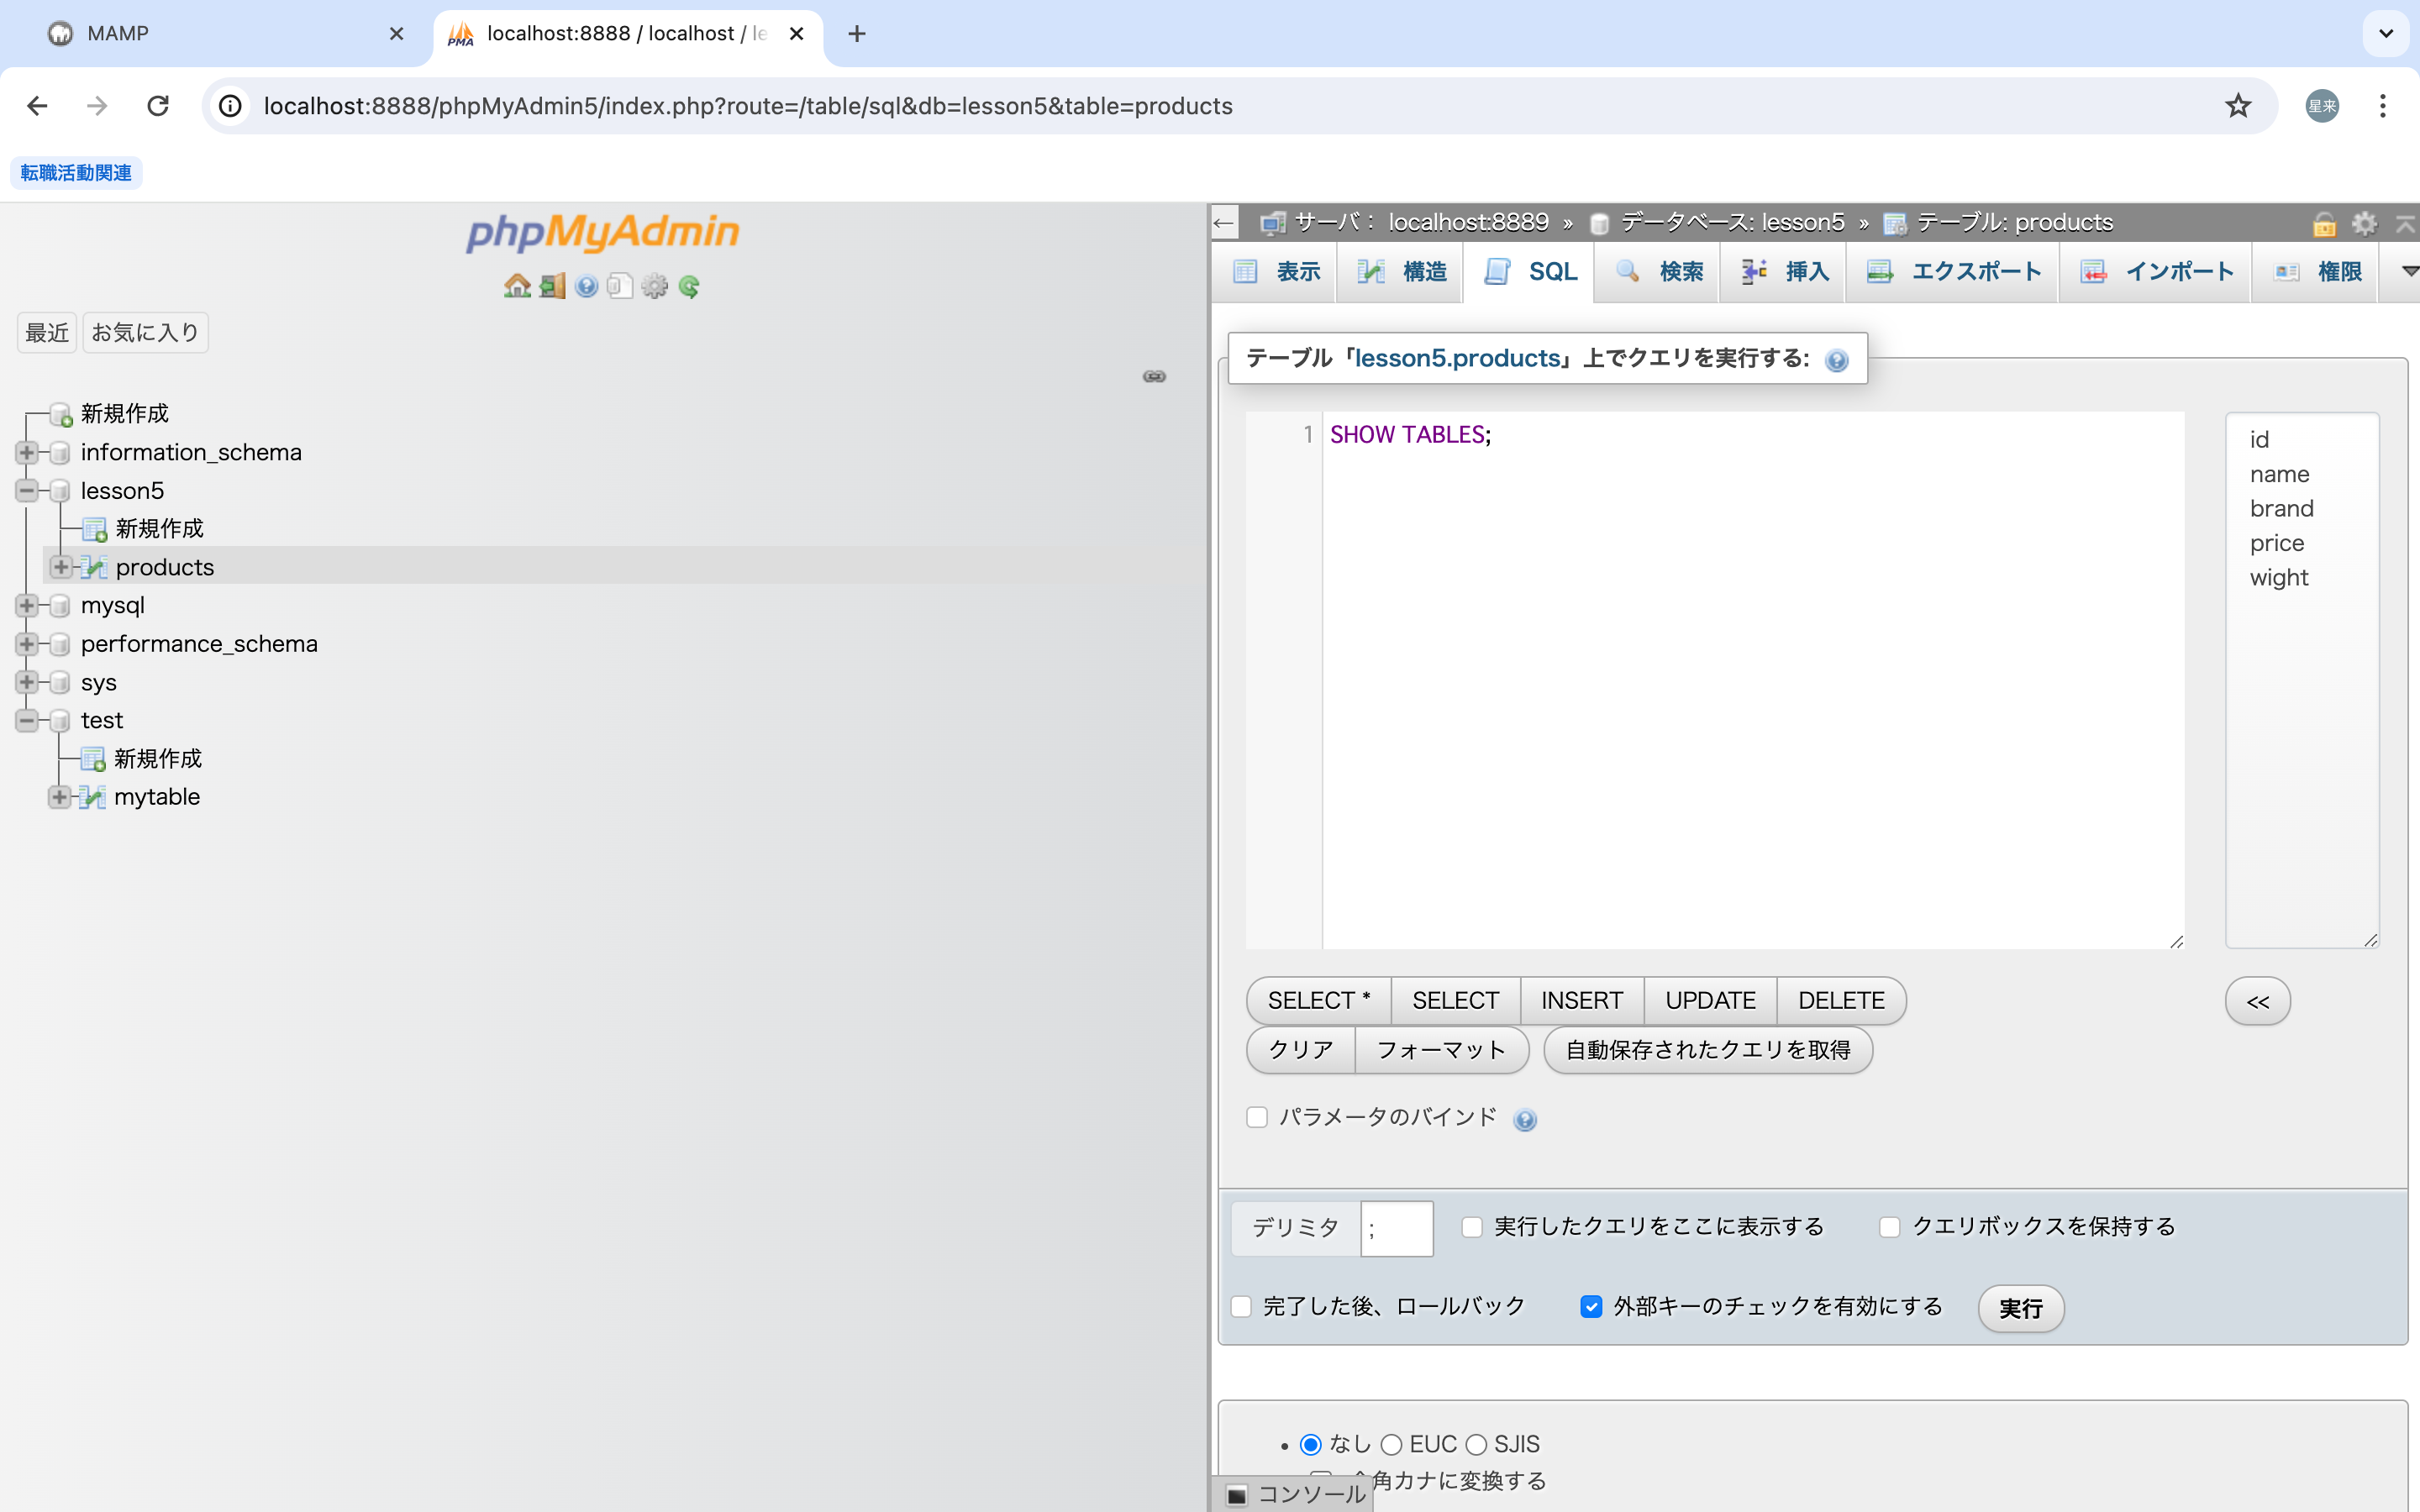 MAMP
localhost:8888 / localhost / le
localhost:8888/phpMyAdmin5/index.php?route=/table/sql&db=lesson5&table=products
星来
転職活動関連
phpMyAdmin
最近 お気に入り
新規作成
information_schema
lesson5
新規作成
products
mysql
performance_schema
sys
test
新規作成
mytable
サーバ: localhost:8889 » データベース: lesson5 » テーブル: products
表示 構造 SQL 検索 挿入 エクスポート インポート 権限
テーブル「lesson5.products」上でクエリを実行する:
1 SHOW TABLES;
id
name
brand
price
wight
SELECT * SELECT INSERT UPDATE DELETE <<
クリア フォーマット 自動保存されたクエリを取得
パラメータのバインド
デリミタ ; 実行したクエリをここに表示する クエリボックスを保持する
完了した後、ロールバック 外部キーのチェックを有効にする 実行
なし EUC SJIS
角カナに変換する
コンソール